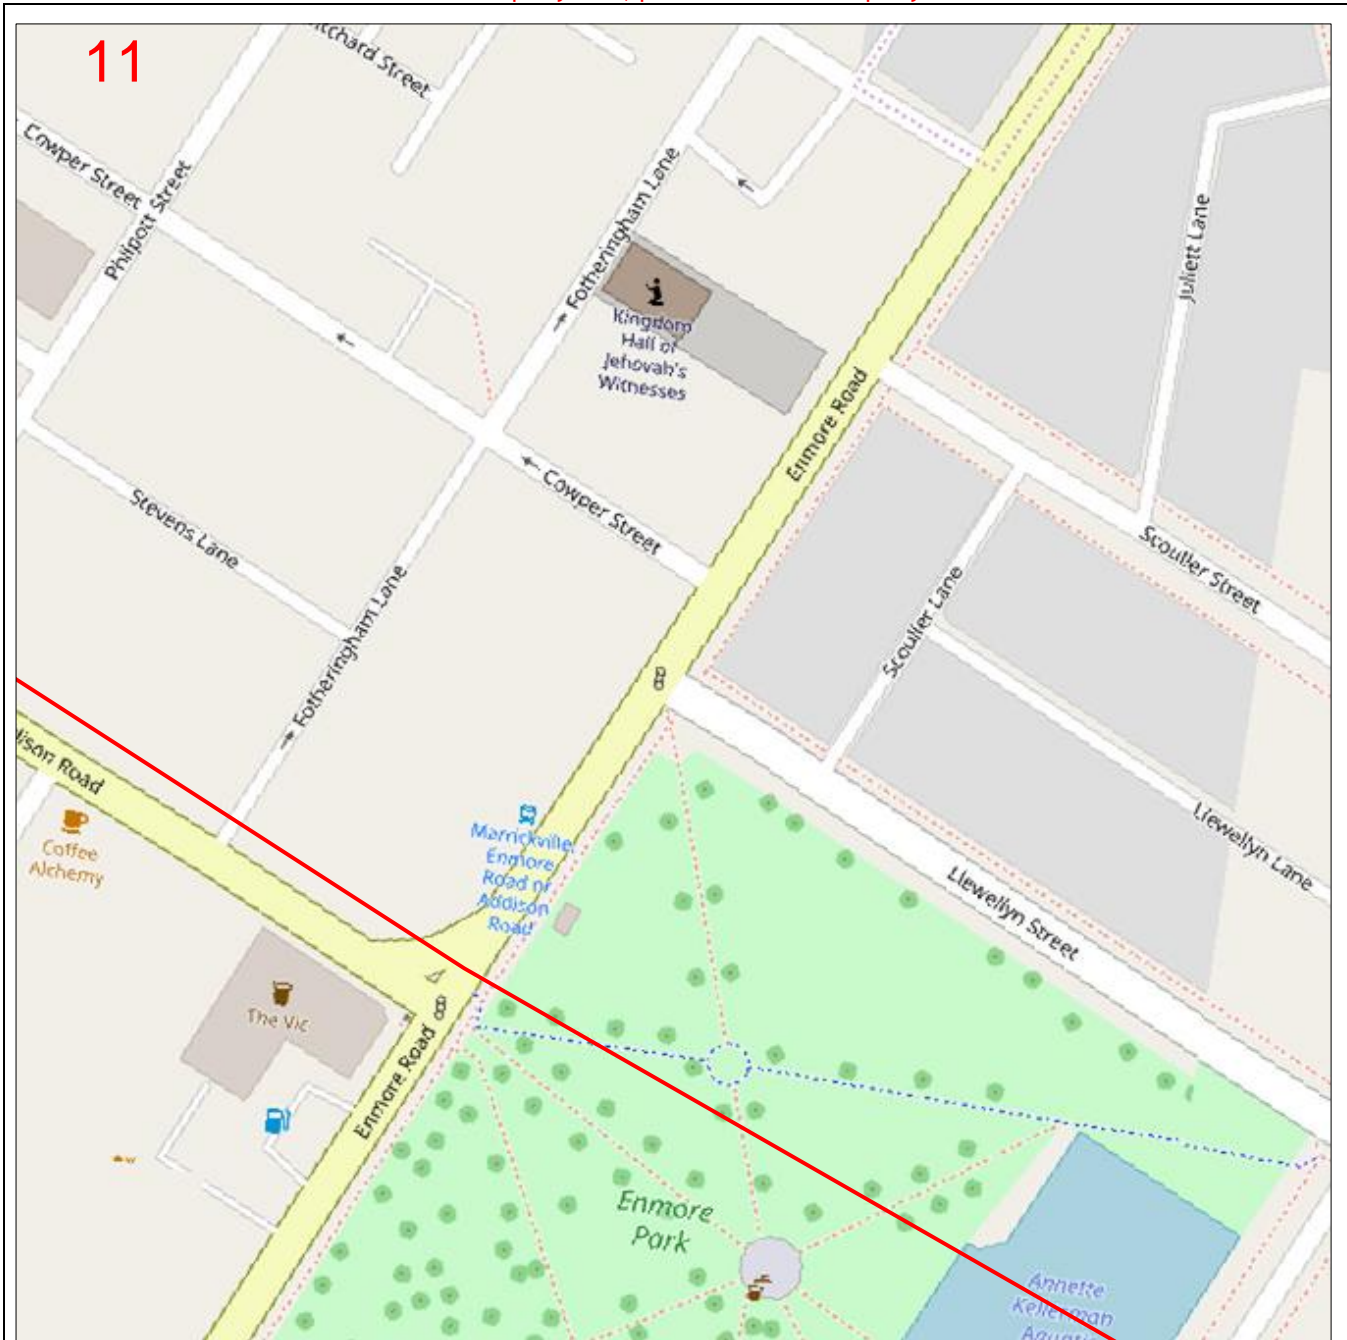 11
Cowper Street
Philpott Street
Street
Fotheringham Lane
Juliett Lane
Kingdom
Hall of
Jehovah's
Witnesses
Enmore Road
Cowper Street
Stevens Lane
Scouller Street
Scouller Lane
Fotheringham Lane
Road
Coffee
Alchemy
Marrickville,
Enmore
Road nr
Addison
Road
Llewellyn Lane
Llewellyn Street
The Vic
Enmore Road
Enmore
Park
Annette
Kellerman